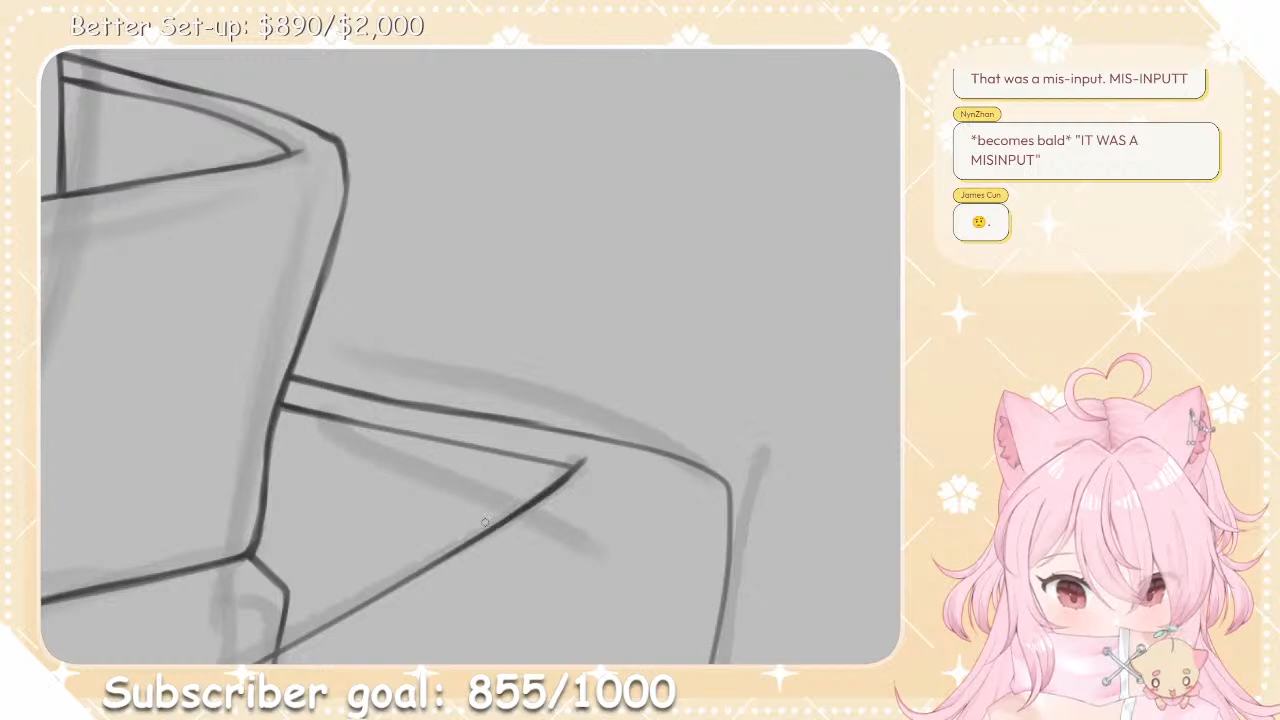 Better Set-up: $890/$2,000
That was a mis-input. MIS-INPUTT
NynZhan
*becomes bald* "IT WAS A
MISINPUT"
James Cun
🤨.
Subscriber goal: 855/1000